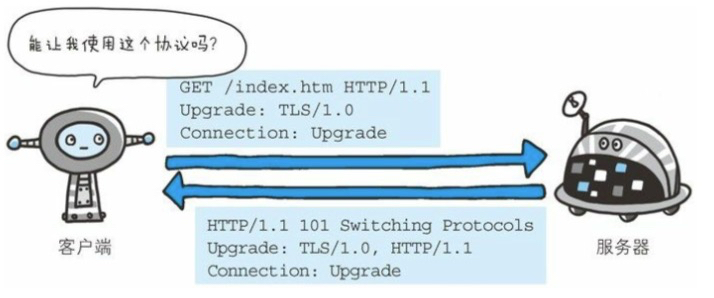 能让我使用这个协议吗?
GET /index.htm HTTP/1.1
Upgrade: TLS/1.0
Connection: Upgrade
HTTP/1.1 101 Switching Protocols
Upgrade: TLS/1.0, HTTP/1.1
Connection: Upgrade
客户端
服务器